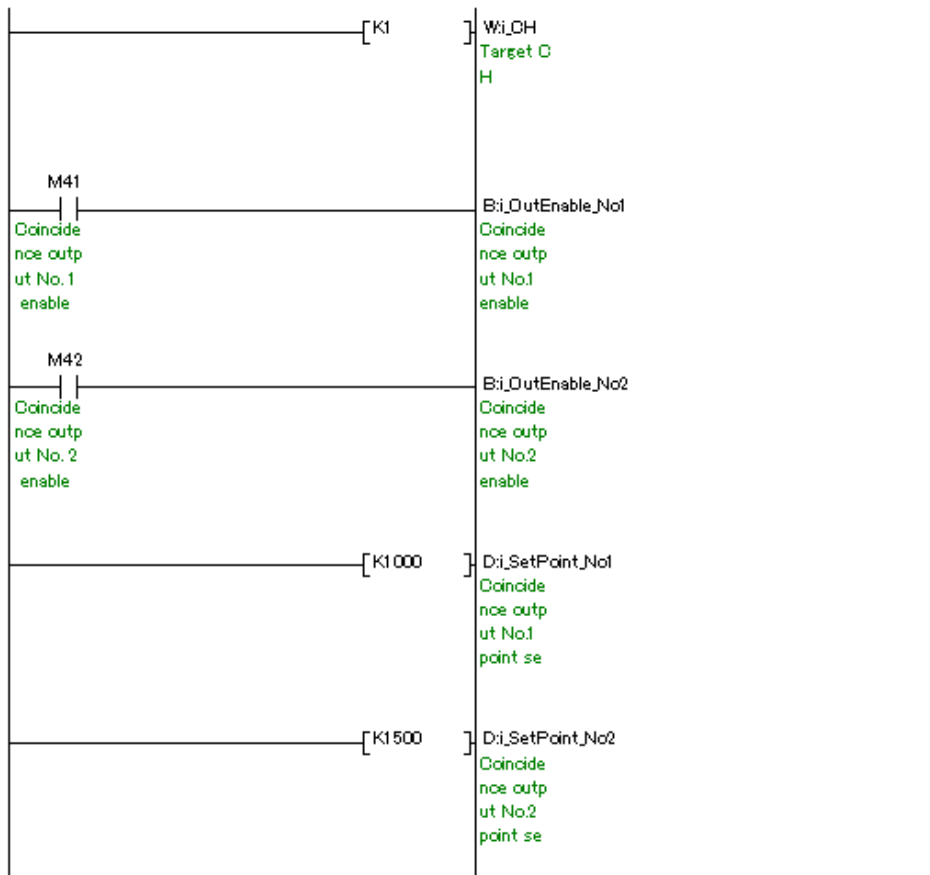 [K1 ] W:i_CH
Target C
H
M41
B:i_OutEnable_No1
Coincide
nce outp
ut No. 1
enable
Coincide
nce outp
ut No.1
enable
M42
B:i_OutEnable_No2
Coincide
nce outp
ut No. 2
enable
Coincide
nce outp
ut No.2
enable
[K1000 ] D:i_SetPoint_No1
Coincide
nce outp
ut No.1
point se
[K1500 ] D:i_SetPoint_No2
Coincide
nce outp
ut No.2
point se